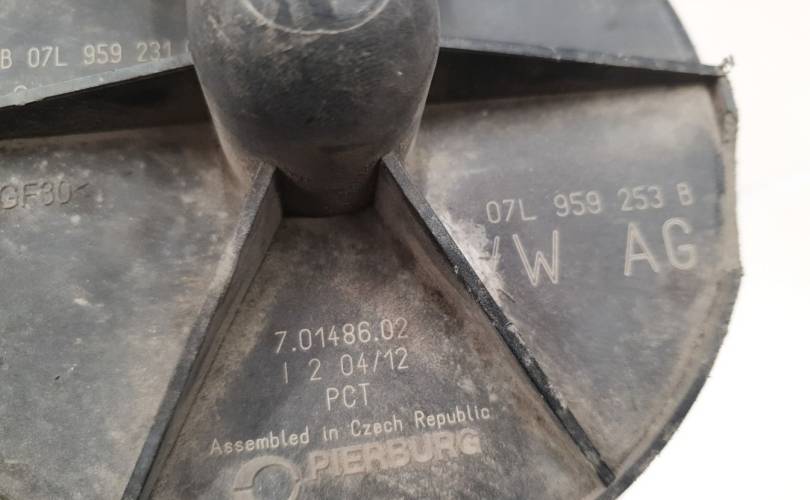 B 07L 959 231
GF30<
07L 959 253 B
VW AG
7.01486.02
I 2 04/12
PCT
Assembled in Czech Republic
PIERBURG